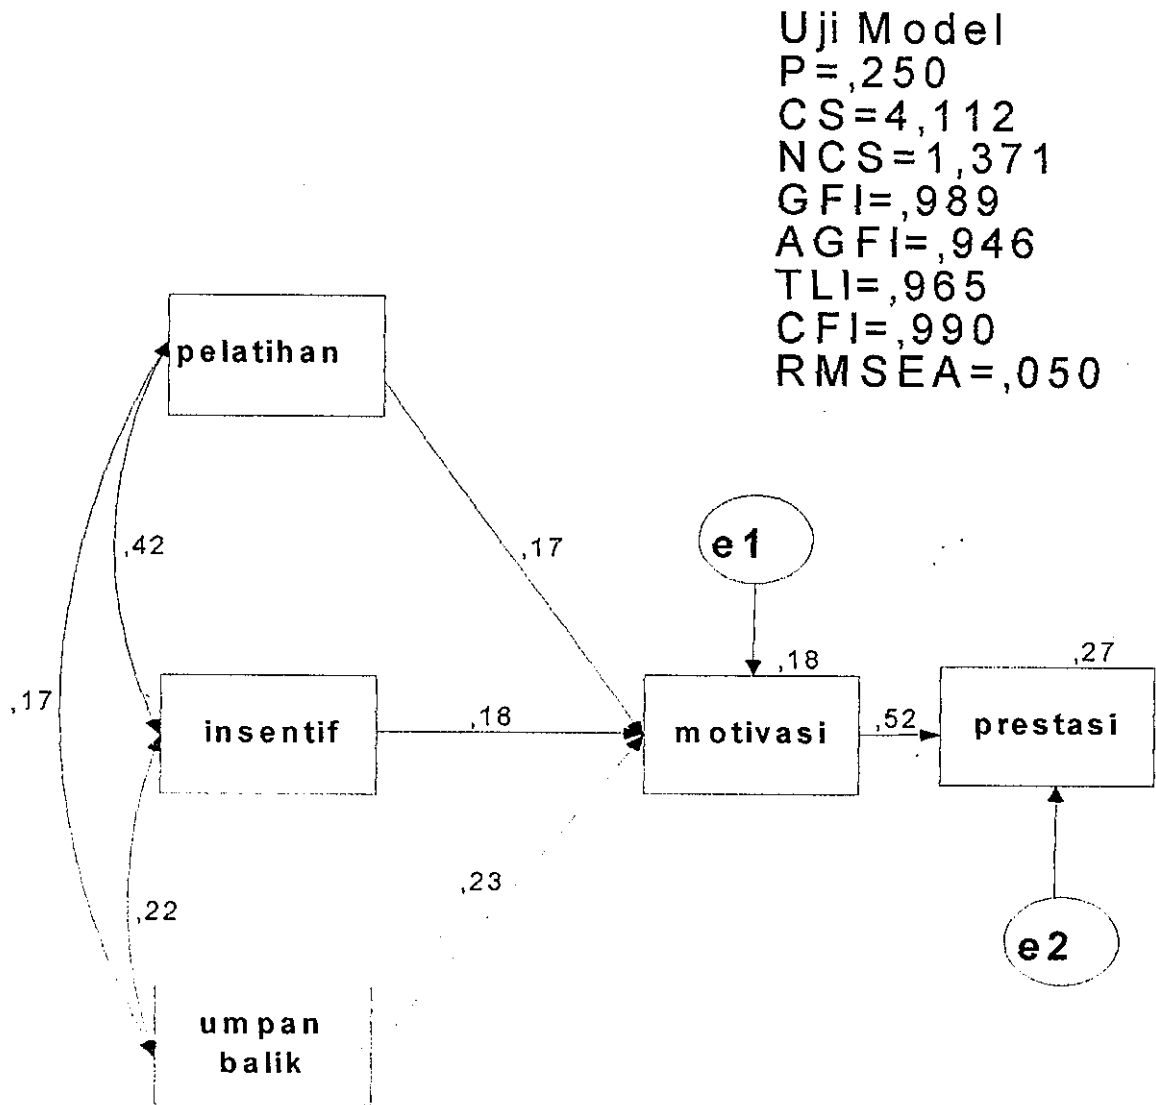 Uji Model
P=,250
CS=4,112
NCS=1,371
GFI=,989
AGFI=,946
TLI=,965
CFI=,990
RMSEA=,050
pelatihan
,42
,17
e1
,18
,27
,17
insentif
,18
motivasi
,52
prestasi
,23
,22
e2
umpan
balik